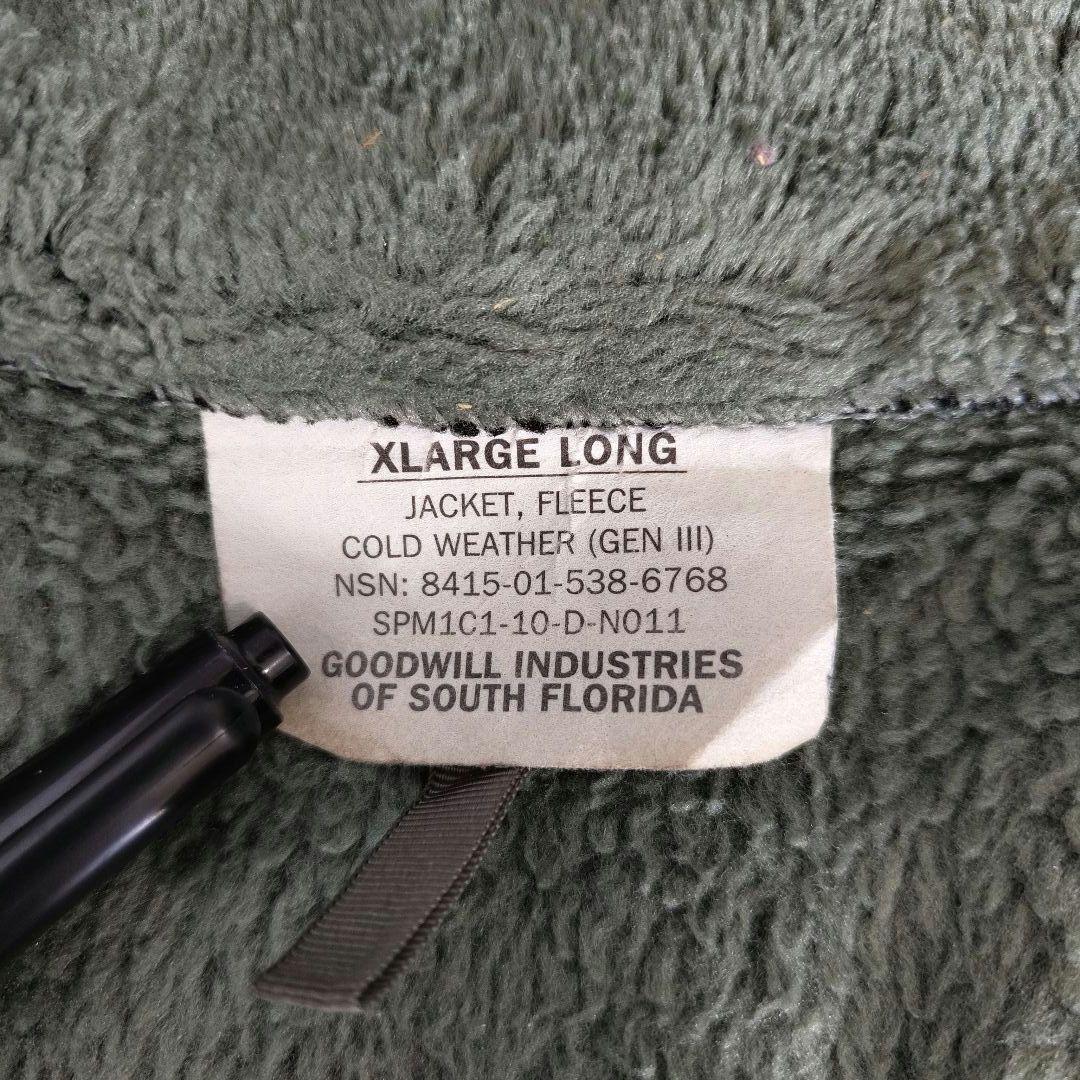 XLARGE LONG
JACKET, FLEECE
COLD WEATHER (GEN III)
NSN: 8415-01-538-6768
SPM1C1-10-D-N011
GOODWILL INDUSTRIES
OF SOUTH FLORIDA